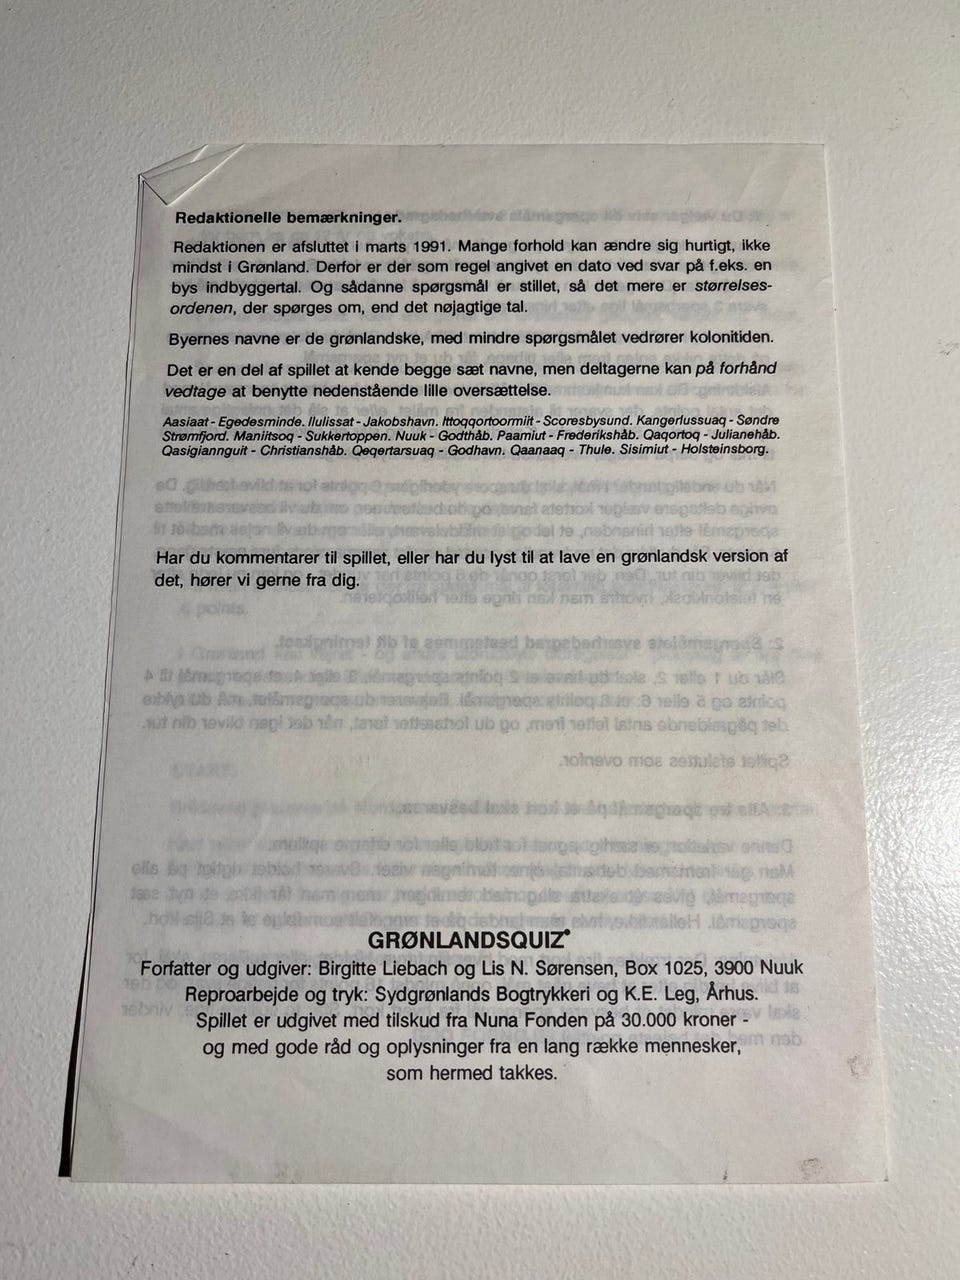 Redaktionelle bemærkninger.
Redaktionen er afsluttet i marts 1991. Mange forhold kan ændre sig hurtigt, ikke
mindst i Grønland. Derfor er der som regel angivet en dato ved svar på f.eks. en
bys indbyggertal. Og sådanne spørgsmål er stillet, så det mere er størrelses-
ordenen, der spørges om, end det nøjagtige tal.
Byernes navne er de grønlandske, med mindre spørgsmålet vedrører kolonitiden.
Det er en del af spillet at kende begge sæt navne, men deltagerne kan på forhånd
vedtage at benytte nedenstående lille oversættelse.
Aasiaat - Egedesminde. Ilulissat - Jakobshavn. Ittoqqortoormiit - Scoresbysund. Kangerlussuaq - Søndre
Strømfjord. Maniitsoq - Sukkertoppen. Nuuk - Godthåb. Paamiut - Frederikshåb. Qaqortoq - Julianehåb.
Qasigiannguit - Christianshåb. Qeqertarsuaq - Godhavn. Qaanaaq - Thule. Sisimiut - Holsteinsborg.
Har du kommentarer til spillet, eller har du lyst til at lave en grønlandsk version af
det, hører vi gerne fra dig.
GRØNLANDSQUIZ
Forfatter og udgiver: Birgitte Liebach og Lis N. Sørensen, Box 1025, 3900 Nuuk
Reproarbejde og tryk: Sydgrønlands Bogtrykkeri og K.E. Leg, Århus.
Spillet er udgivet med tilskud fra Nuna Fonden på 30.000 kroner -
og med gode råd og oplysninger fra en lang række mennesker,
som hermed takkes.